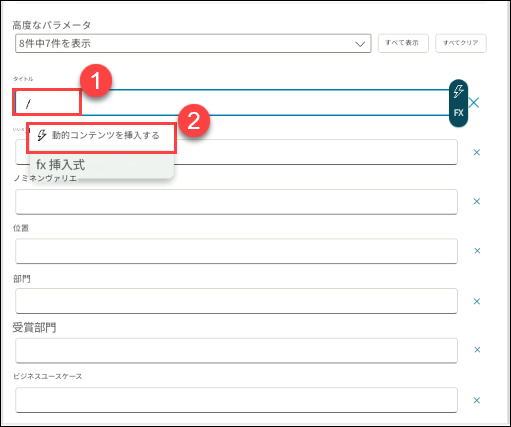 高度なパラメータ
8件中7件を表示
すべて表示
すべてクリア
タイトル
1
/
FX
2
動的コンテンツを挿入する
fx 挿入式
ノミネンヴァリエ
位置
部門
受賞部門
ビジネスユースケース